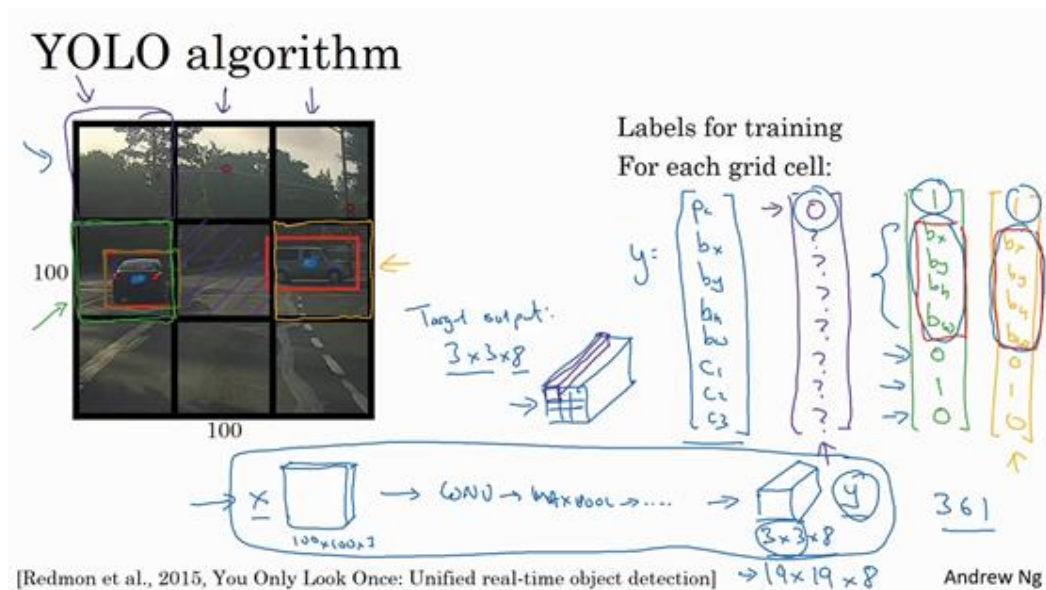 YOLO algorithm
Labels for training
For each grid cell:
y:
pc
bx
by
bh
bw
c1
c2
c3
0
?
?
?
?
?
?
?
1
bx
by
bh
bw
0
1
0
1
bx
by
bh
bw
0
1
0
100
100
Target output:
3×3×8
x
100×100×3
CONV → MAXPOOL → ....
3×3×8
y
→ 19×19×8
361
[Redmon et al., 2015, You Only Look Once: Unified real-time object detection]
Andrew Ng